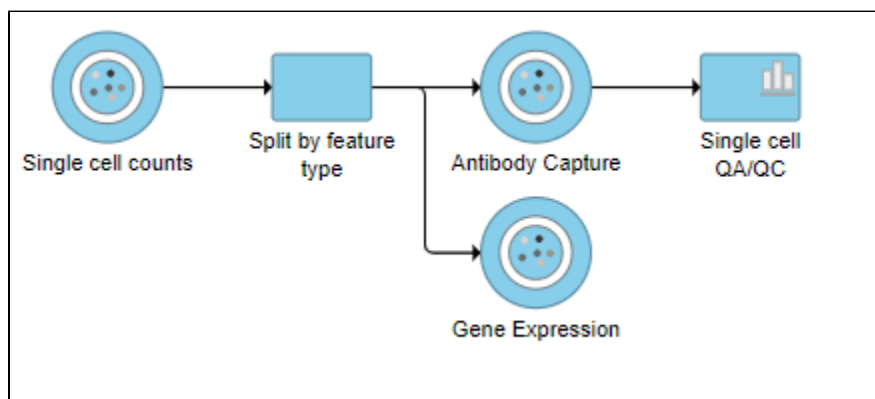 Single cell counts
Split by feature
type
Antibody Capture
Single cell
QA/QC
Gene Expression